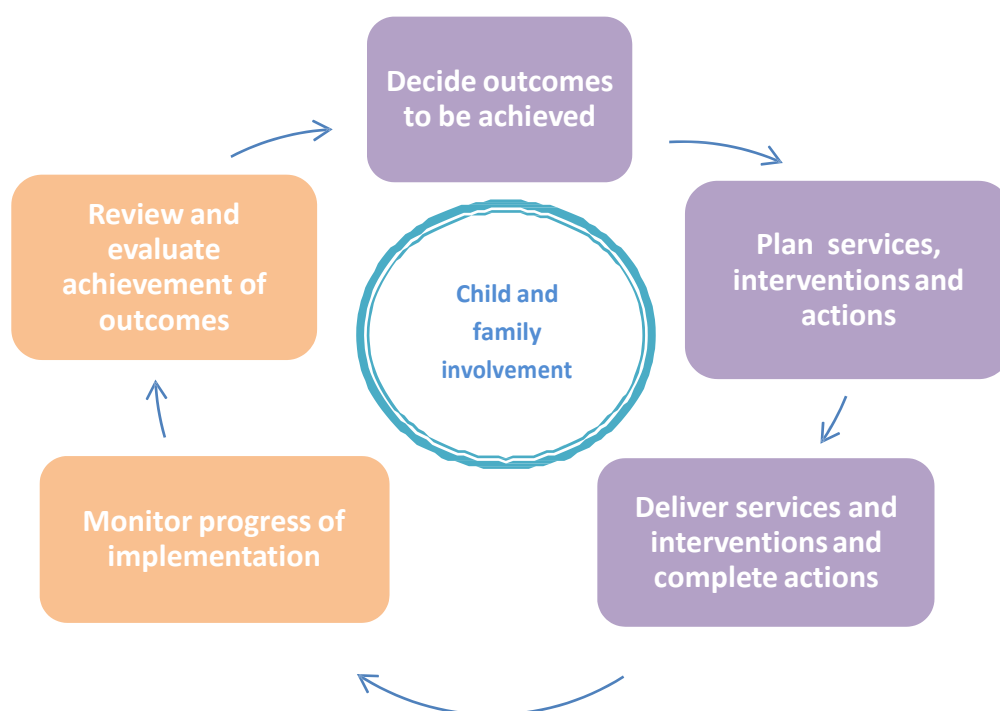 Decide outcomes
to be achieved
Plan services,
interventions and
actions
Deliver services and
interventions and
complete actions
Monitor progress of
implementation
Review and
evaluate
achievement of
outcomes
Child and
family
involvement